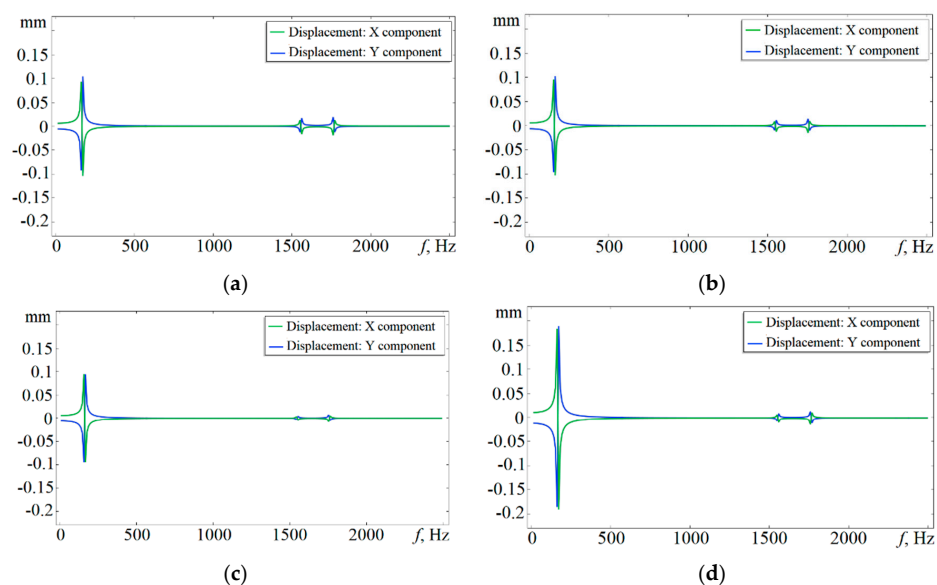 mm
Displacement: X component
Displacement: Y component
0.15
0.1
0.05
0
-0.05
-0.1
-0.15
-0.2
0 500 1000 1500 2000 f, Hz
(a)
mm
Displacement: X component
Displacement: Y component
0.15
0.1
0.05
0
-0.05
-0.1
-0.15
-0.2
0 500 1000 1500 2000 f, Hz
(b)
mm
Displacement: X component
Displacement: Y component
0.15
0.1
0.05
0
-0.05
-0.1
-0.15
-0.2
0 500 1000 1500 2000 f, Hz
(c)
mm
Displacement: X component
Displacement: Y component
0.15
0.1
0.05
0
-0.05
-0.1
-0.15
-0.2
0 500 1000 1500 2000 f, Hz
(d)